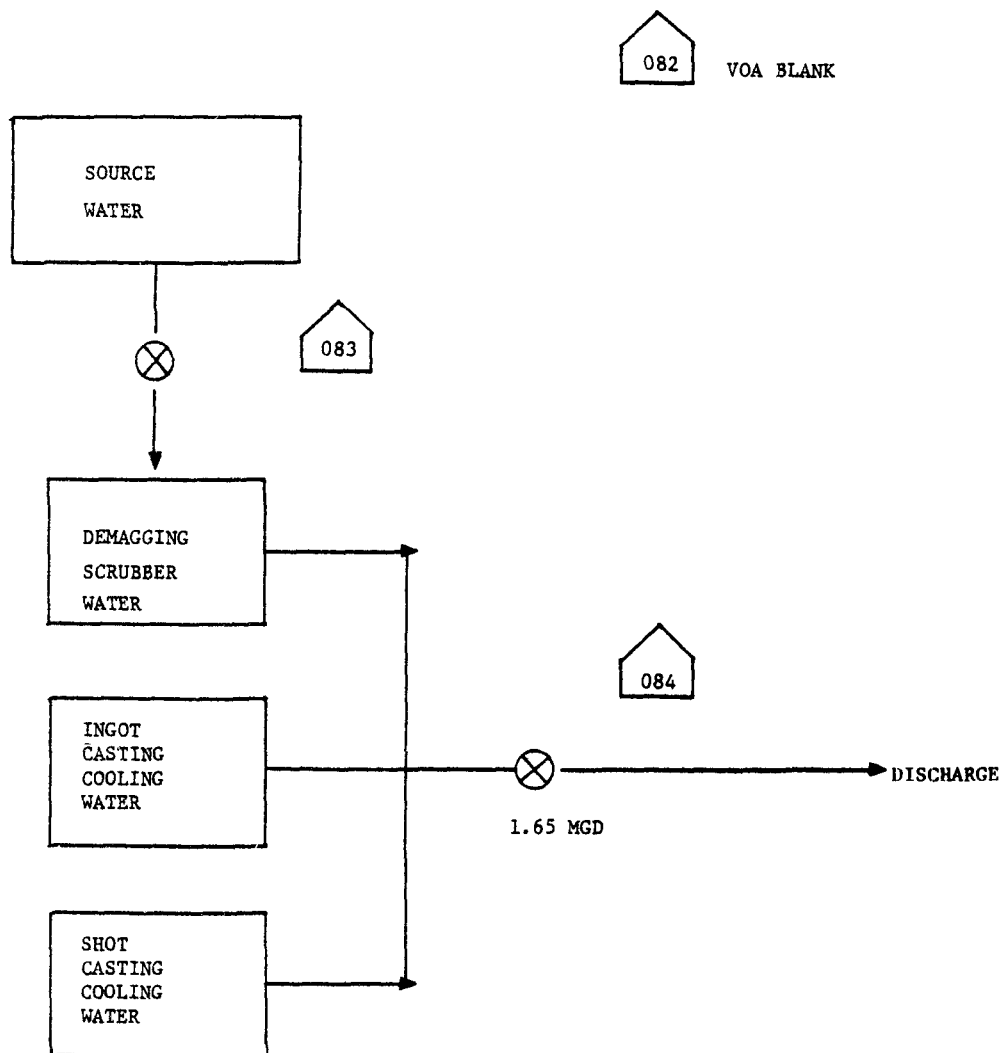 082 VOA BLANK
SOURCE
WATER
083
DEMAGGING
SCRUBBER
WATER
084
INGOT
CASTING
COOLING
WATER
DISCHARGE
1.65 MGD
SHOT
CASTING
COOLING
WATER